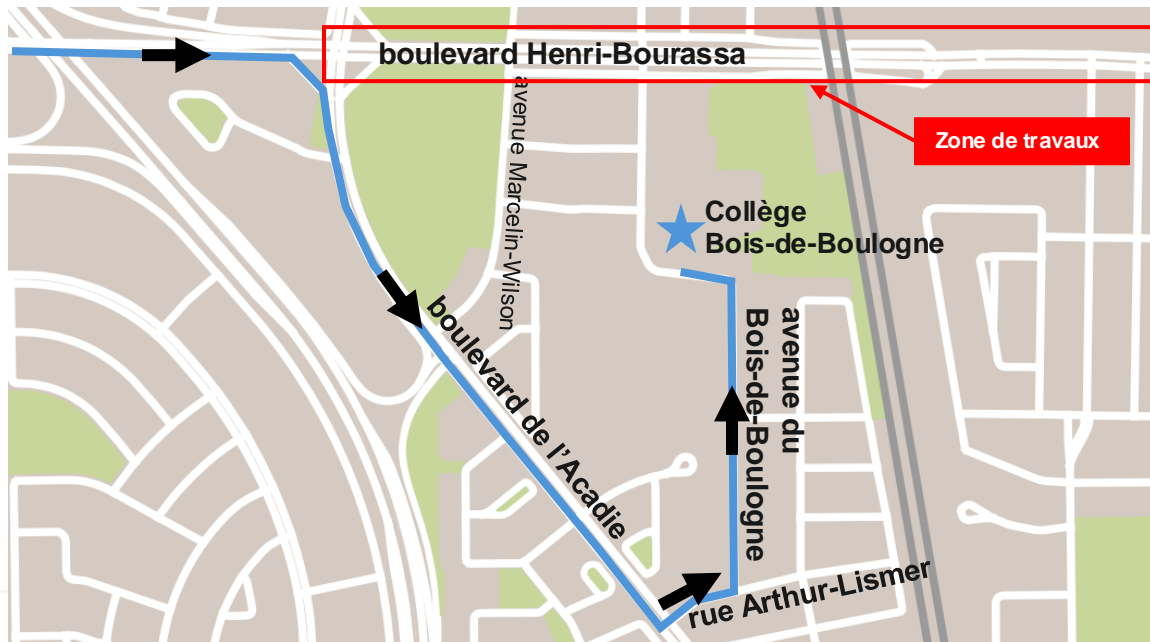 boulevard Henri-Bourassa
avenue Marcelin-Wilson
Zone de travaux
Collège
Bois-de-Boulogne
boulevard de l'Acadie
avenue du
Bois-de-Boulogne
rue Arthur-Lismer